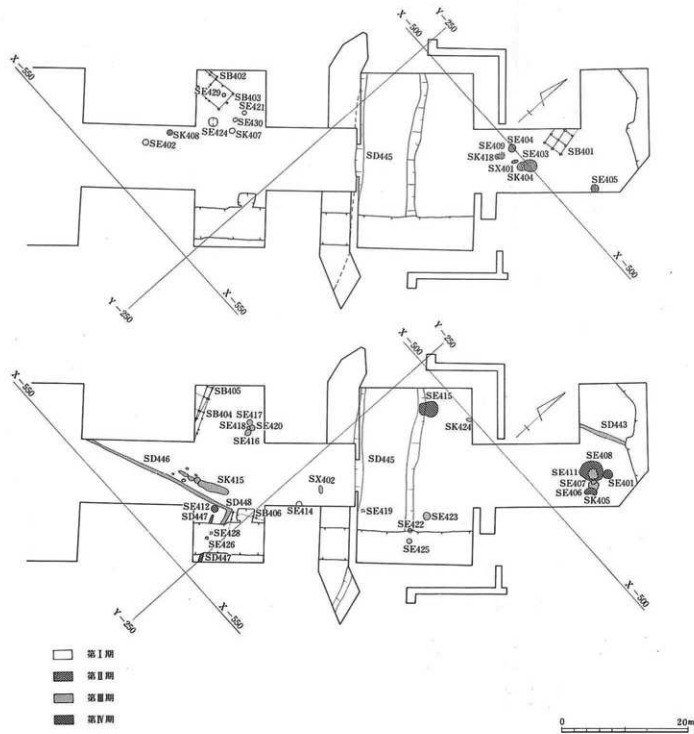 X-550
SB402
SE429
SB403
SE421
SE430
SE424
SK407
SK408
SE402
Y-250
X-550
X-500
Y-250
SD445
SE409
SE404
SK418
SE403
SX401
SK404
SB401
SE405
X-500
X-550
SB405
SB404
SE417
SE418
SE420
SE416
SD446
SK415
SE412
SD448
SD447
SB406
SE428
SE426
SD447
Y-250
X-550
SX402
SE414
X-500
Y-250
SE415
SK424
SD445
SE419
SE423
SE422
SE425
SD443
SE408
SE411
SE401
SE407
SE406
SK405
X-500
第Ⅰ期
第Ⅱ期
第Ⅲ期
第Ⅳ期
0 20m